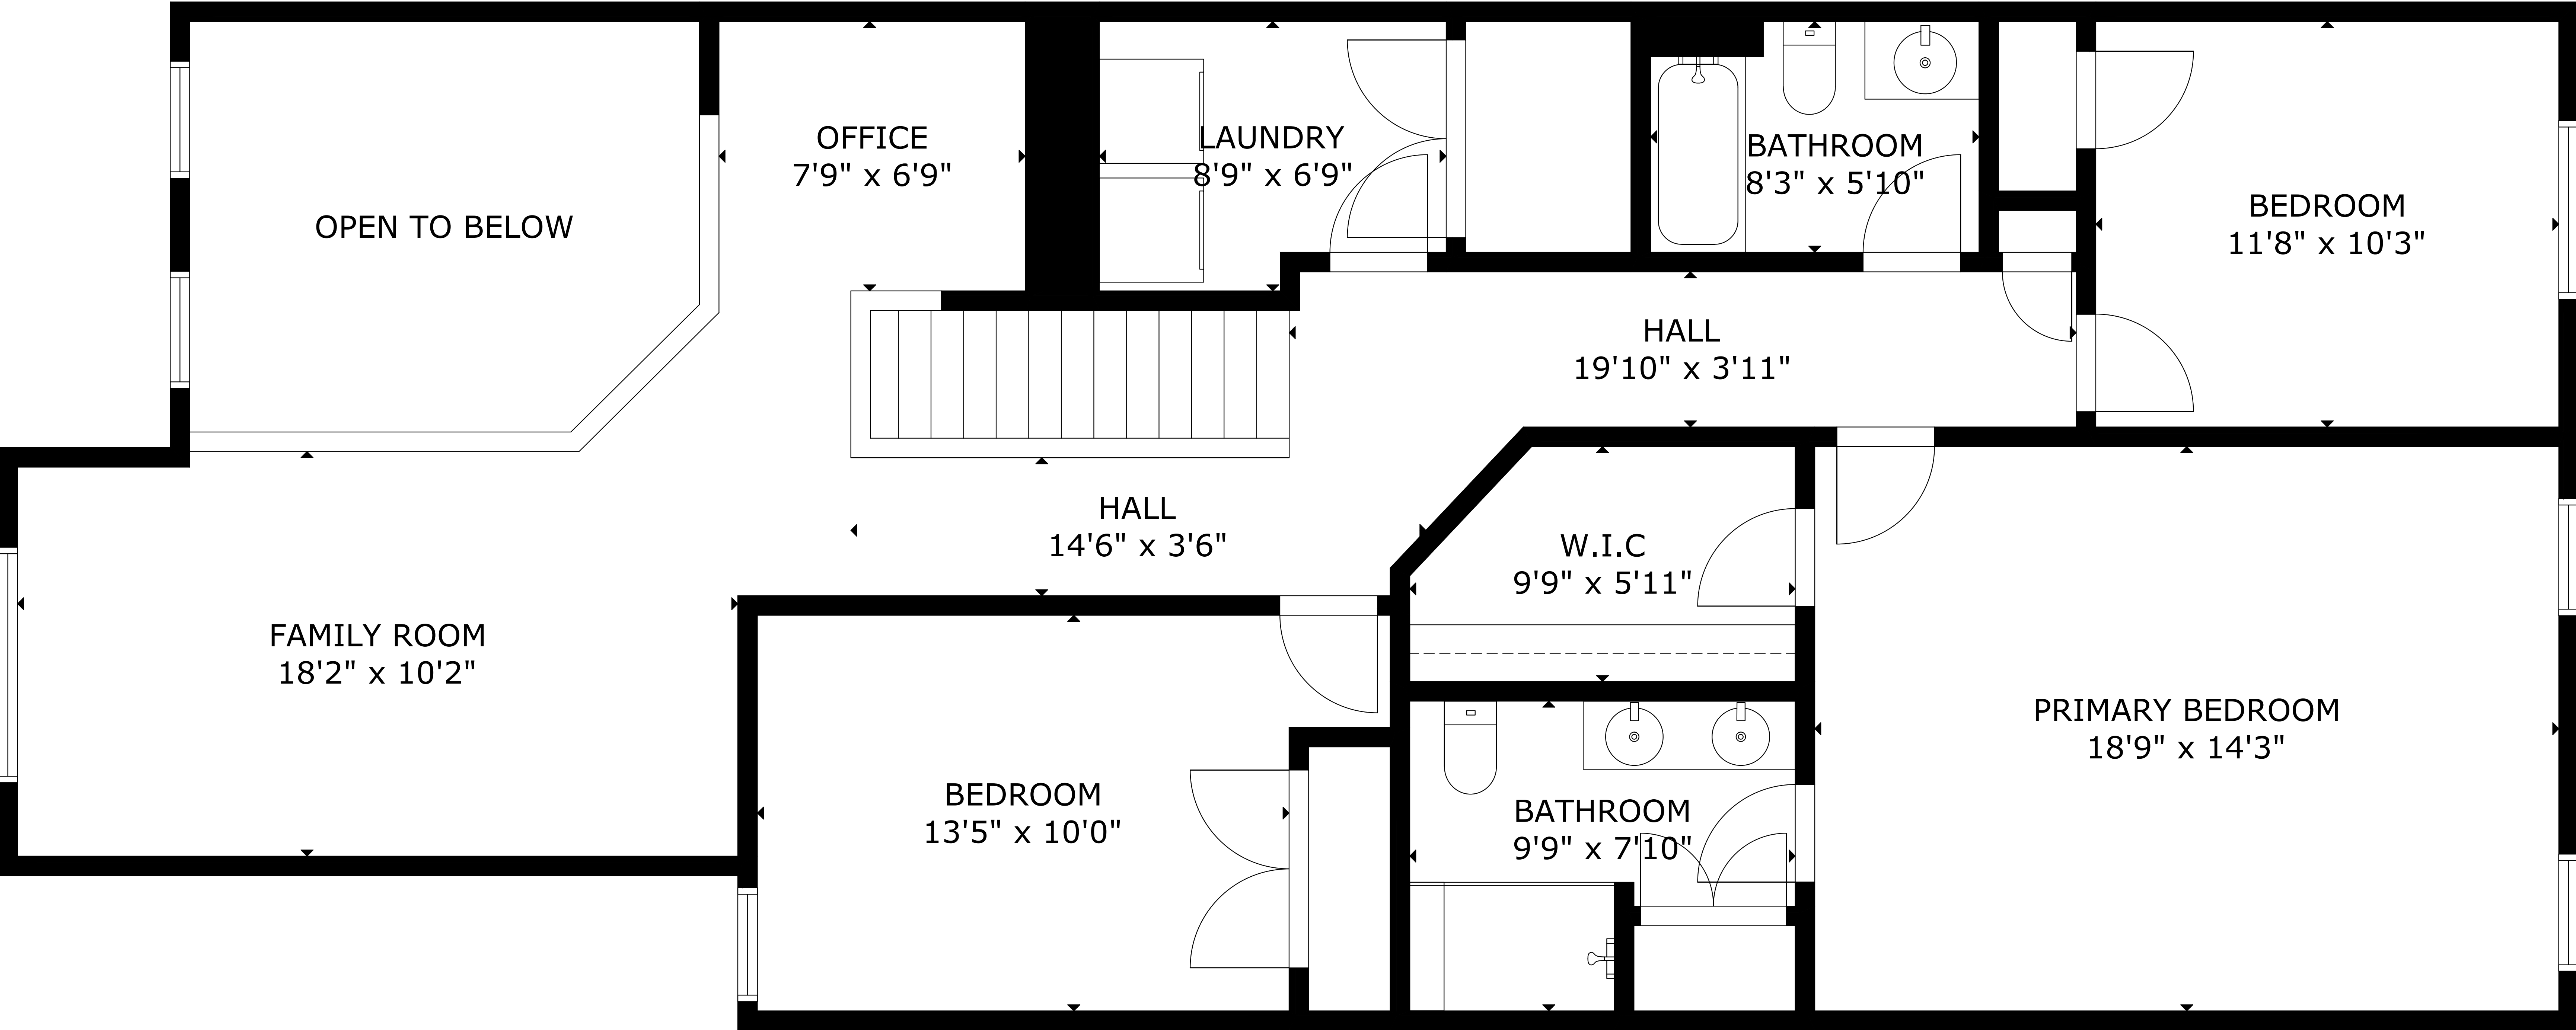 OFFICE
7'9" x 6'9"
LAUNDRY
8'9" x 6'9"
BATHROOM
8'3" x 5'10"
OPEN TO BELOW
BEDROOM
11'8" x 10'3"
HALL
19'10" x 3'11"
HALL
14'6" x 3'6"
W.I.C
9'9" x 5'11"
FAMILY ROOM
18'2" x 10'2"
PRIMARY BEDROOM
18'9" x 14'3"
BEDROOM
13'5" x 10'0"
BATHROOM
9'9" x 7'10"